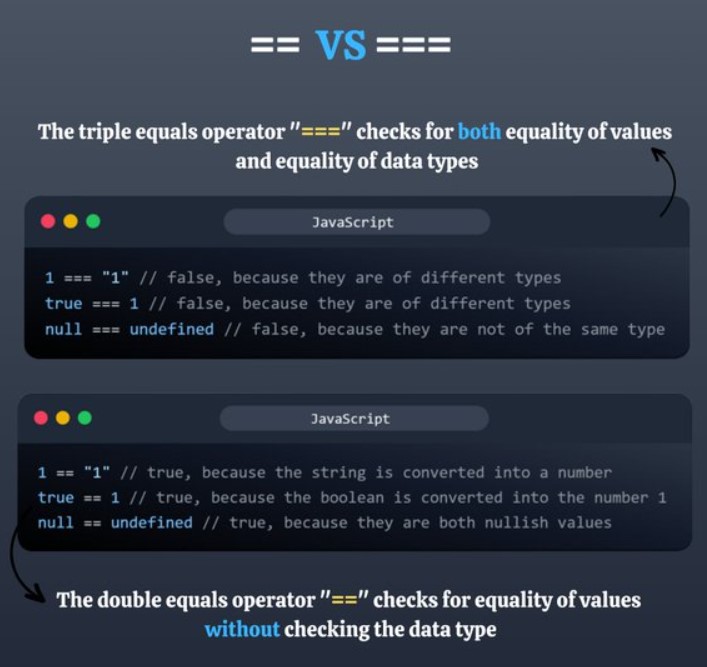 == VS ===
The triple equals operator "===" checks for both equality of values
and equality of data types
JavaScript
1 === "1" // false, because they are of different types
true === 1 // false, because they are of different types
null === undefined // false, because they are not of the same type
JavaScript
1 == "1" // true, because the string is converted into a number
true == 1 // true, because the boolean is converted into the number 1
null == undefined // true, because they are both nullish values
The double equals operator "==" checks for equality of values
without checking the data type